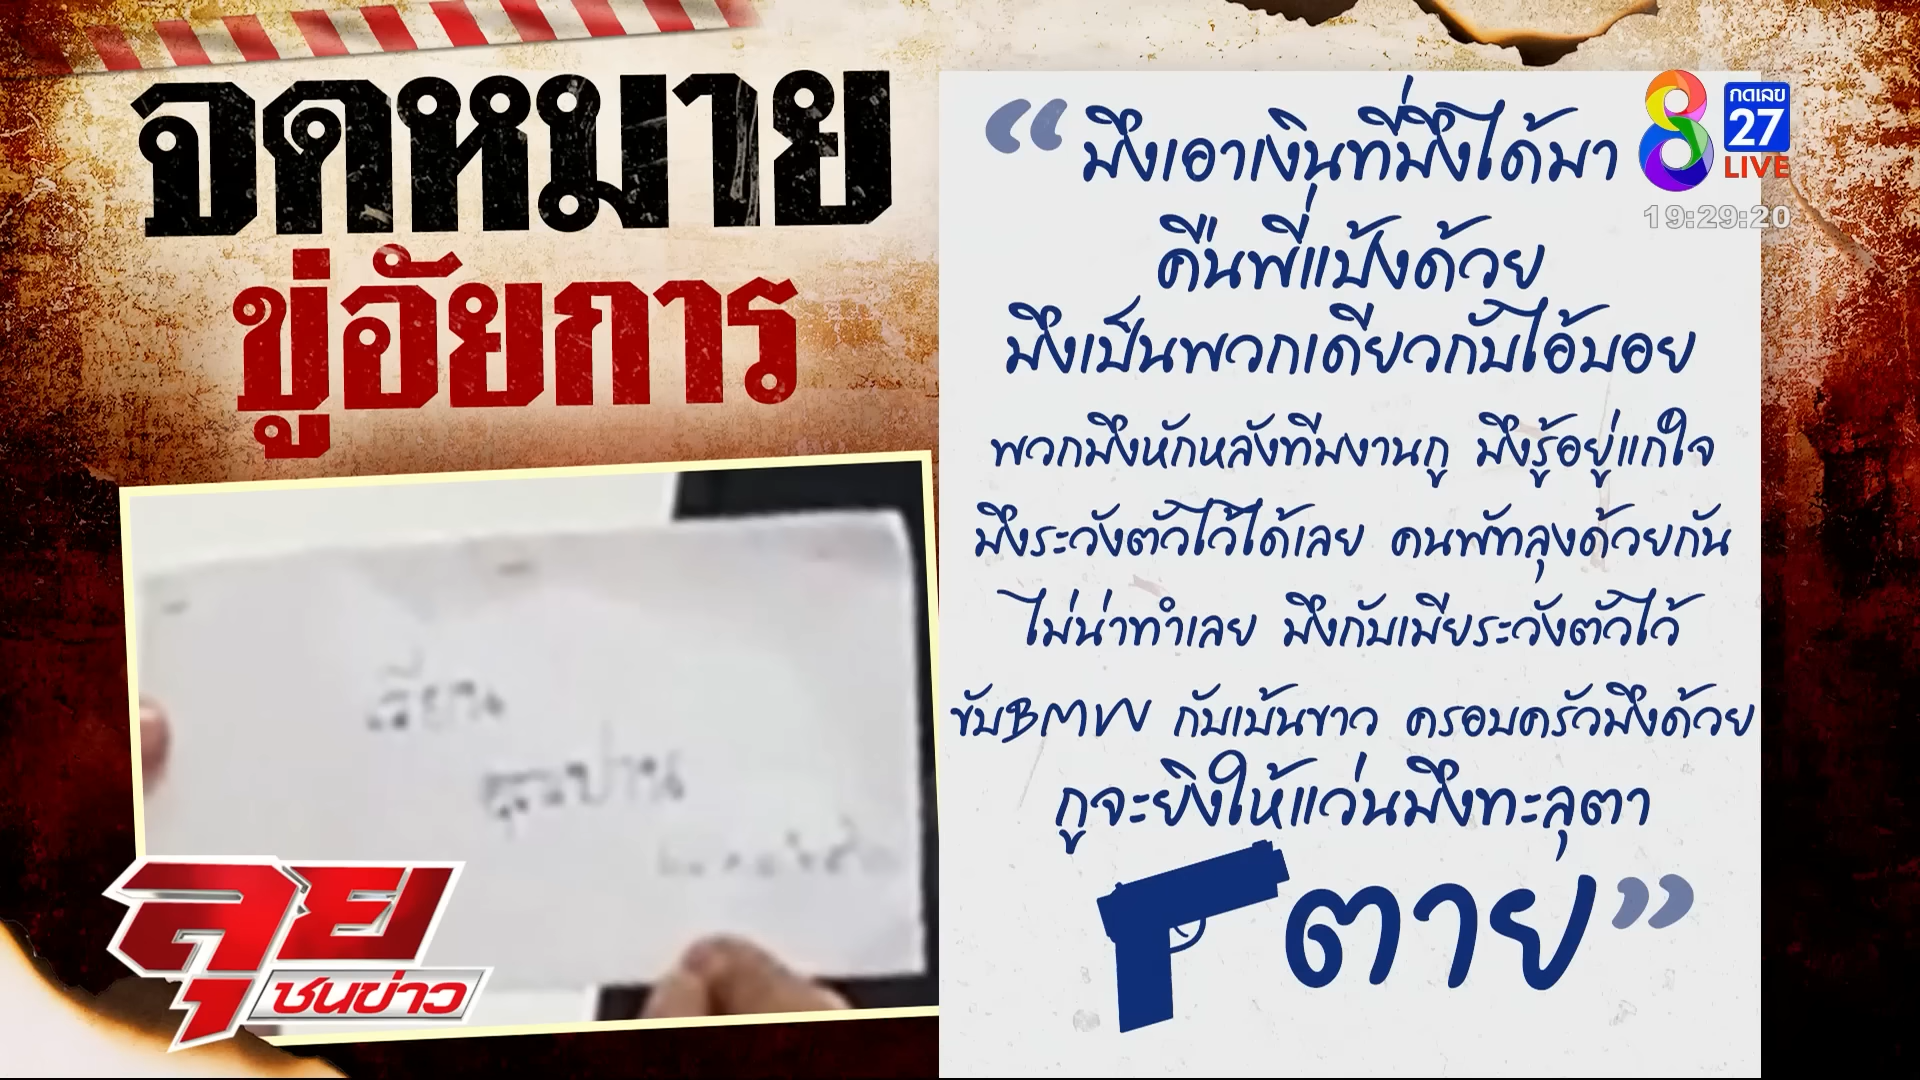 จดหมาย
ขู่อัยการ
“มึงเอาเงินที่มึงได้มา
คืนพี่แป้งด้วย
มึงเป็นพวกเดียวกับไอ้บอย
พวกมึงหักหลังทีมงานกู มึงรู้อยู่แก่ใจ
มึงระวังตัวไว้ได้เลย คนพัทลุงด้วยกัน
ไม่น่าทำเลย มึงกับเมียระวังตัวไว้
ขับBMW กับเบ้นขาว ครอบครัวมึงด้วย
กูจะยิงให้แว่นมึงทะลุตา
ตาย”
8
กดเลข
27
LIVE
19:29:20
เรียน
ลุย
ชนข่าว